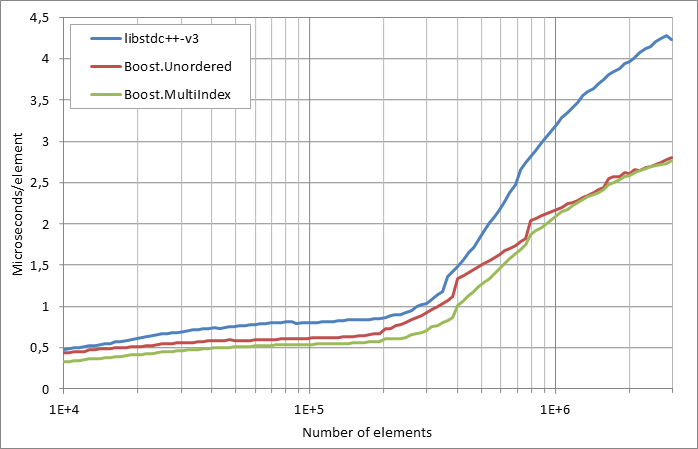 4,5
4
3,5
3
2,5
2
1,5
1
0,5
0
Microseconds/element
libstdc++-v3
Boost.Unordered
Boost.MultiIndex
1E+4 1E+5 1E+6
Number of elements